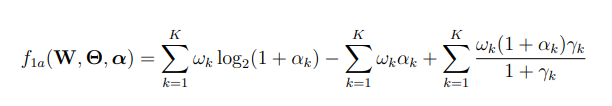 $f_{1a}(\mathbf{W}, \mathbf{\Theta}, \boldsymbol{\alpha}) = \sum_{k=1}^{K} \omega_k \log_2(1 + \alpha_k) - \sum_{k=1}^{K} \omega_k \alpha_k + \sum_{k=1}^{K} \frac{\omega_k (1 + \alpha_k) \gamma_k}{1 + \gamma_k}$